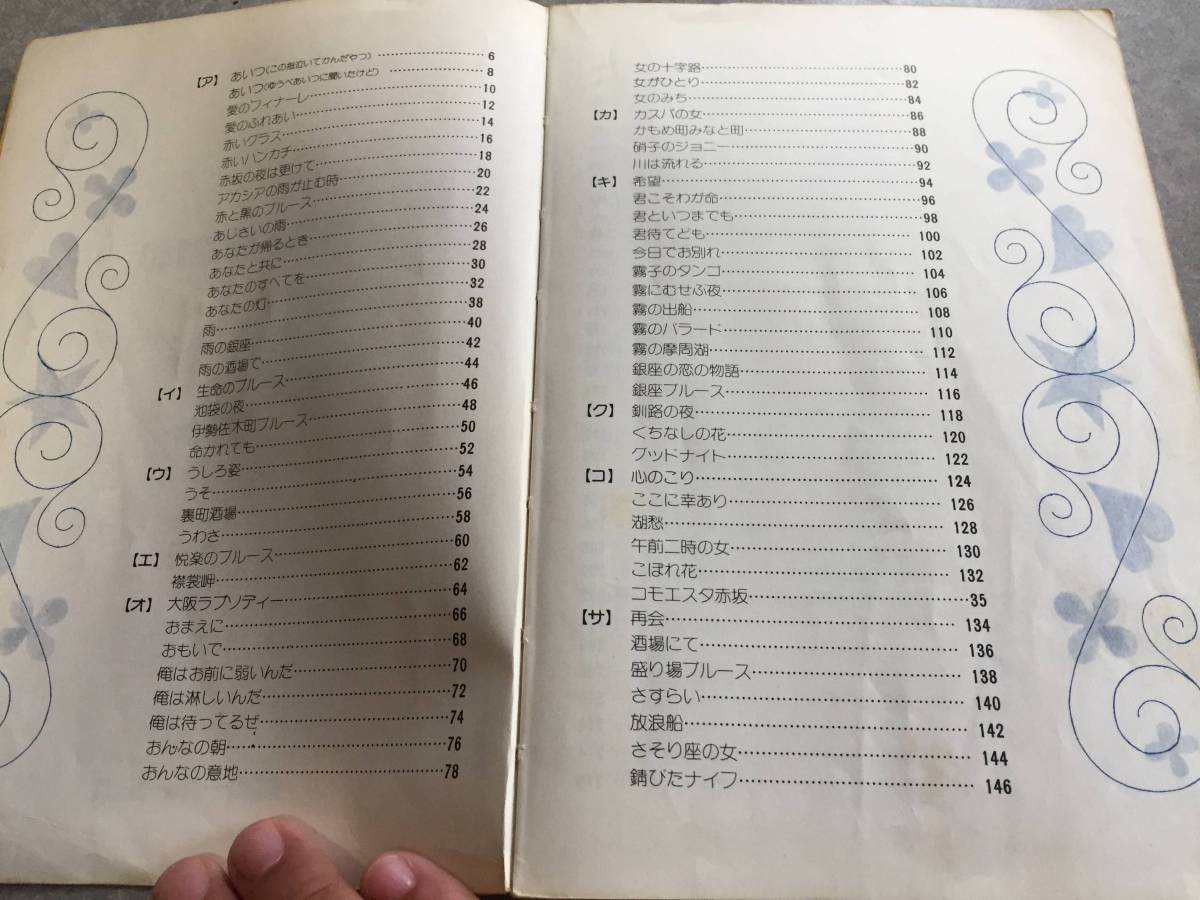 【ア】 あいつ(この指泣いてかんだやつ)……6
あいつ(ゆうべあいつに聞いたけど)……8
愛のフィナーレ……10
愛のふれあい……12
赤いグラス……14
赤いハンカチ……16
赤坂の夜は更けて……18
アカシアの雨が止む時……20
赤と黒のブルース……22
あじさいの雨……24
あなたが帰るとき……26
あなたと共に……28
あなたのすべてを……30
あなたの灯……32
雨……38
雨の銀座……40
雨の酒場で……42
【イ】 生命のブルース……44
池袋の夜……46
伊勢佐木町ブルース……48
命かれても……50
【ウ】 うしろ姿……52
うそ……54
裏町酒場……56
うわさ……58
【エ】 悦楽のブルース……60
襟裳岬……62
【オ】 大阪ラプソディー……64
おまえに……66
おもいで……68
俺はお前に弱いんだ……70
俺は淋しいんだ……72
俺は待ってるぜ……74
おんなの朝……76
おんなの意地……78
女の十字路……80
女がひとり……82
女のみち……84
【カ】 カスバの女……86
かもめ町みなと町……88
硝子のジョニー……90
川は流れる……92
【キ】 希望……94
君こそわが命……96
君といつまでも……98
君待てども……100
今日でお別れ……102
霧子のタンゴ……104
霧にむせぶ夜……106
霧の出船……108
霧のバラード……110
霧の摩周湖……112
銀座の恋の物語……114
銀座ブルース……116
【ク】 釧路の夜……118
くちなしの花……120
グッドナイト……122
【コ】 心のこり……124
ここに幸あり……126
湖愁……128
午前二時の女……130
こぼれ花……132
コモエスタ赤坂……35
【サ】 再会……134
酒場にて……136
盛り場ブルース……138
さすらい……140
放浪船……142
さそり座の女……144
錆びたナイフ……146